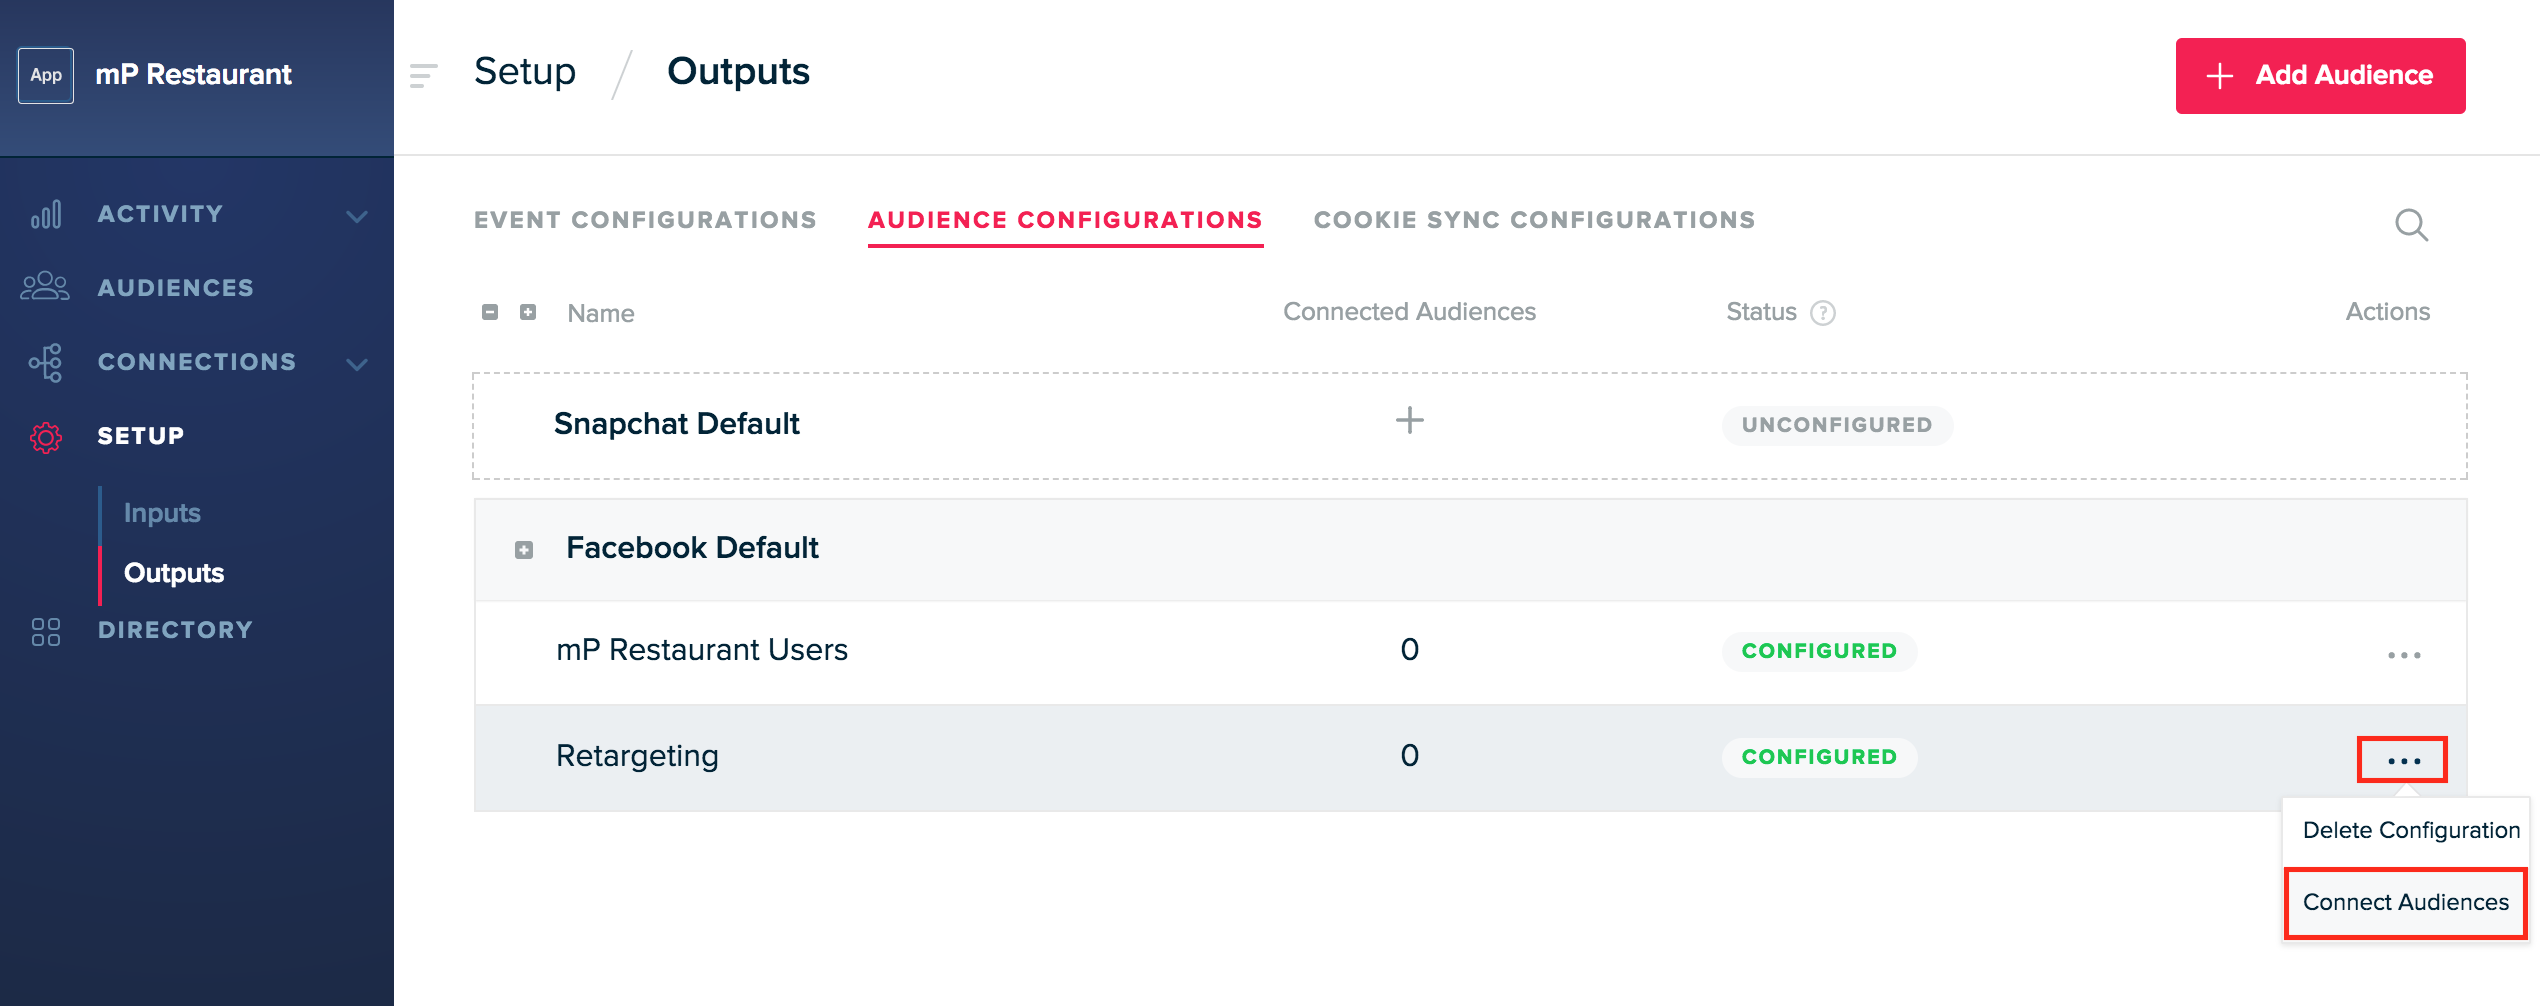 App
mP Restaurant
Setup / Outputs
+ Add Audience
ACTIVITY
AUDIENCES
CONNECTIONS
SETUP
Inputs
Outputs
DIRECTORY
EVENT CONFIGURATIONS
AUDIENCE CONFIGURATIONS
COOKIE SYNC CONFIGURATIONS
Name
Connected Audiences
Status ?
Actions
Snapchat Default
+
UNCONFIGURED
Facebook Default
mP Restaurant Users
0
CONFIGURED
...
Retargeting
0
CONFIGURED
...
Delete Configuration
Connect Audiences